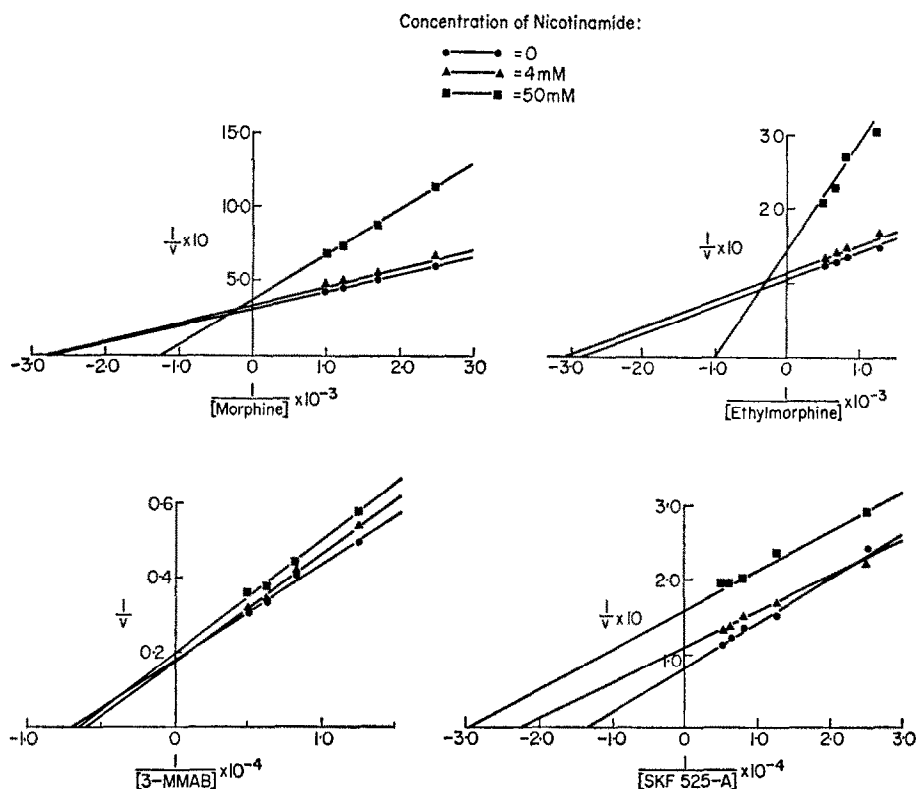 Concentration of Nicotinamide:
=0
=4mM
=50mM
15·0
10·0
5·0
1/v ×10
-3·0 -2·0 -1·0 0 1·0 2·0 3·0
1/[Morphine] ×10⁻³
3·0
2·0
1/v ×10
-3·0 -2·0 -1·0 0 1·0
1/[Ethylmorphine] ×10⁻³
0·6
0·4
0·2
1/v
-1·0 0 1·0
1/[3-MMAB] ×10⁻⁴
3·0
2·0
1·0
1/v ×10
-3·0 -2·0 -1·0 0 1·0 2·0 3·0
1/[SKF 525-A] ×10⁻⁴